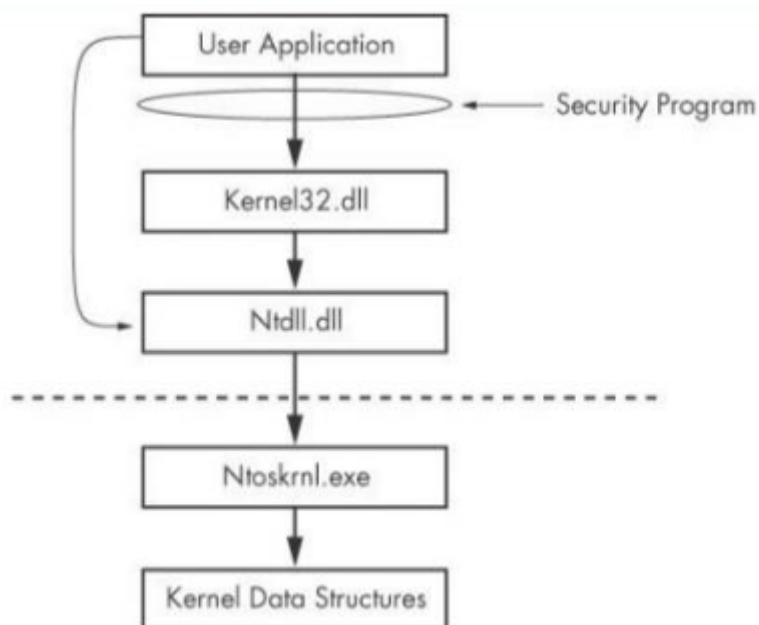 User Application
Security Program
Kernel32.dll
Ntdll.dll
Ntoskrnl.exe
Kernel Data Structures